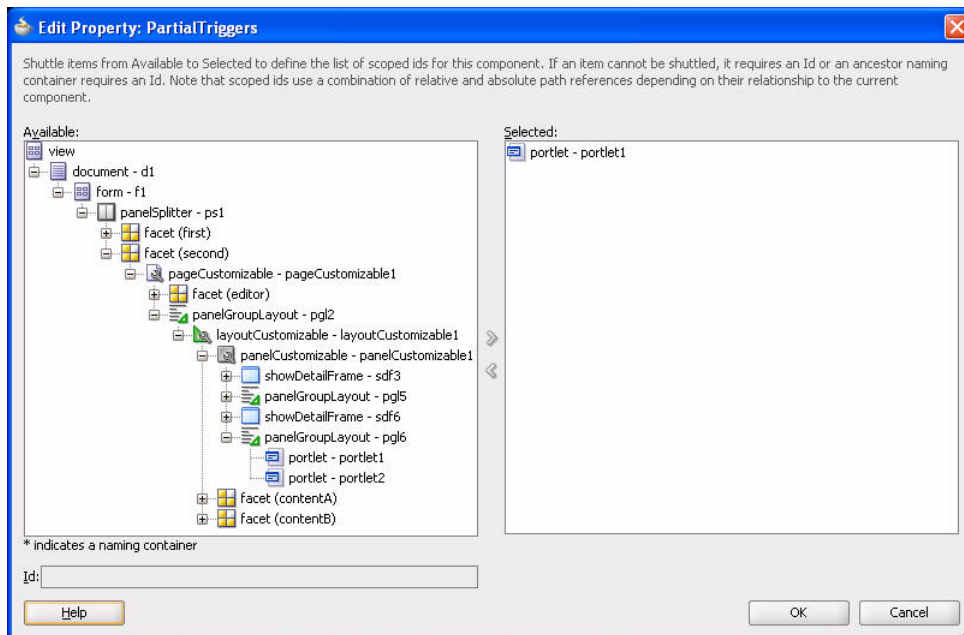 Edit Property: PartialTriggers
Shuttle items from Available to Selected to define the list of scoped ids for this component. If an item cannot be shuttled, it requires an Id or an ancestor naming
container requires an Id. Note that scoped ids use a combination of relative and absolute path references depending on their relationship to the current
component.
Available:
view
document - d1
form - f1
panelSplitter - ps1
facet (first)
facet (second)
pageCustomizable - pageCustomizable1
facet (editor)
panelGroupLayout - pgl2
layoutCustomizable - layoutCustomizable1
panelCustomizable - panelCustomizable1
showDetailFrame - sdf3
panelGroupLayout - pgl5
showDetailFrame - sdf6
panelGroupLayout - pgl6
portlet - portlet1
portlet - portlet2
facet (contentA)
facet (contentB)
* indicates a naming container
Id:
Selected:
portlet - portlet1
Help
OK
Cancel